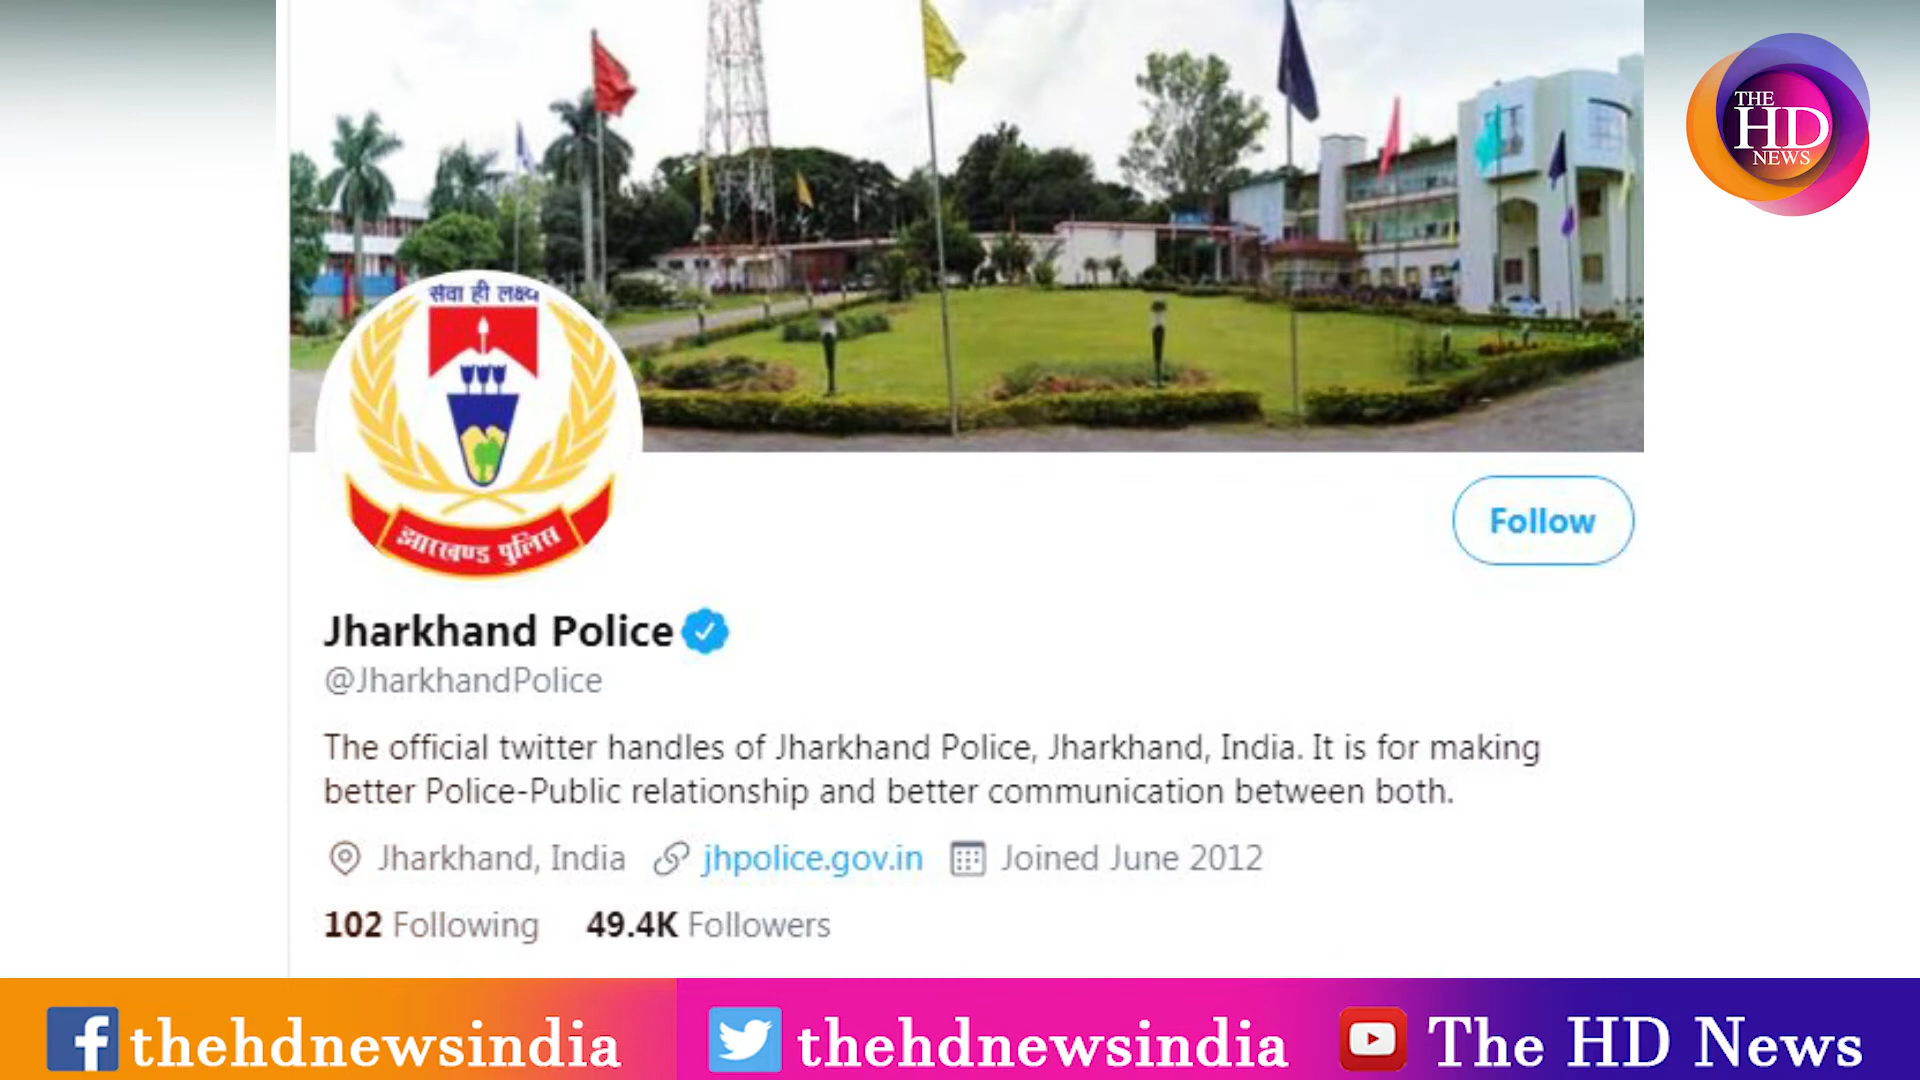 THE
HD
NEWS
सेवा ही लक्ष्य
झारखण्ड पुलिस
Follow
Jharkhand Police
@JharkhandPolice
The official twitter handles of Jharkhand Police, Jharkhand, India. It is for making
better Police-Public relationship and better communication between both.
Jharkhand, India jhpolice.gov.in Joined June 2012
102 Following 49.4K Followers
thehdnewsindia thehdnewsindia The HD News